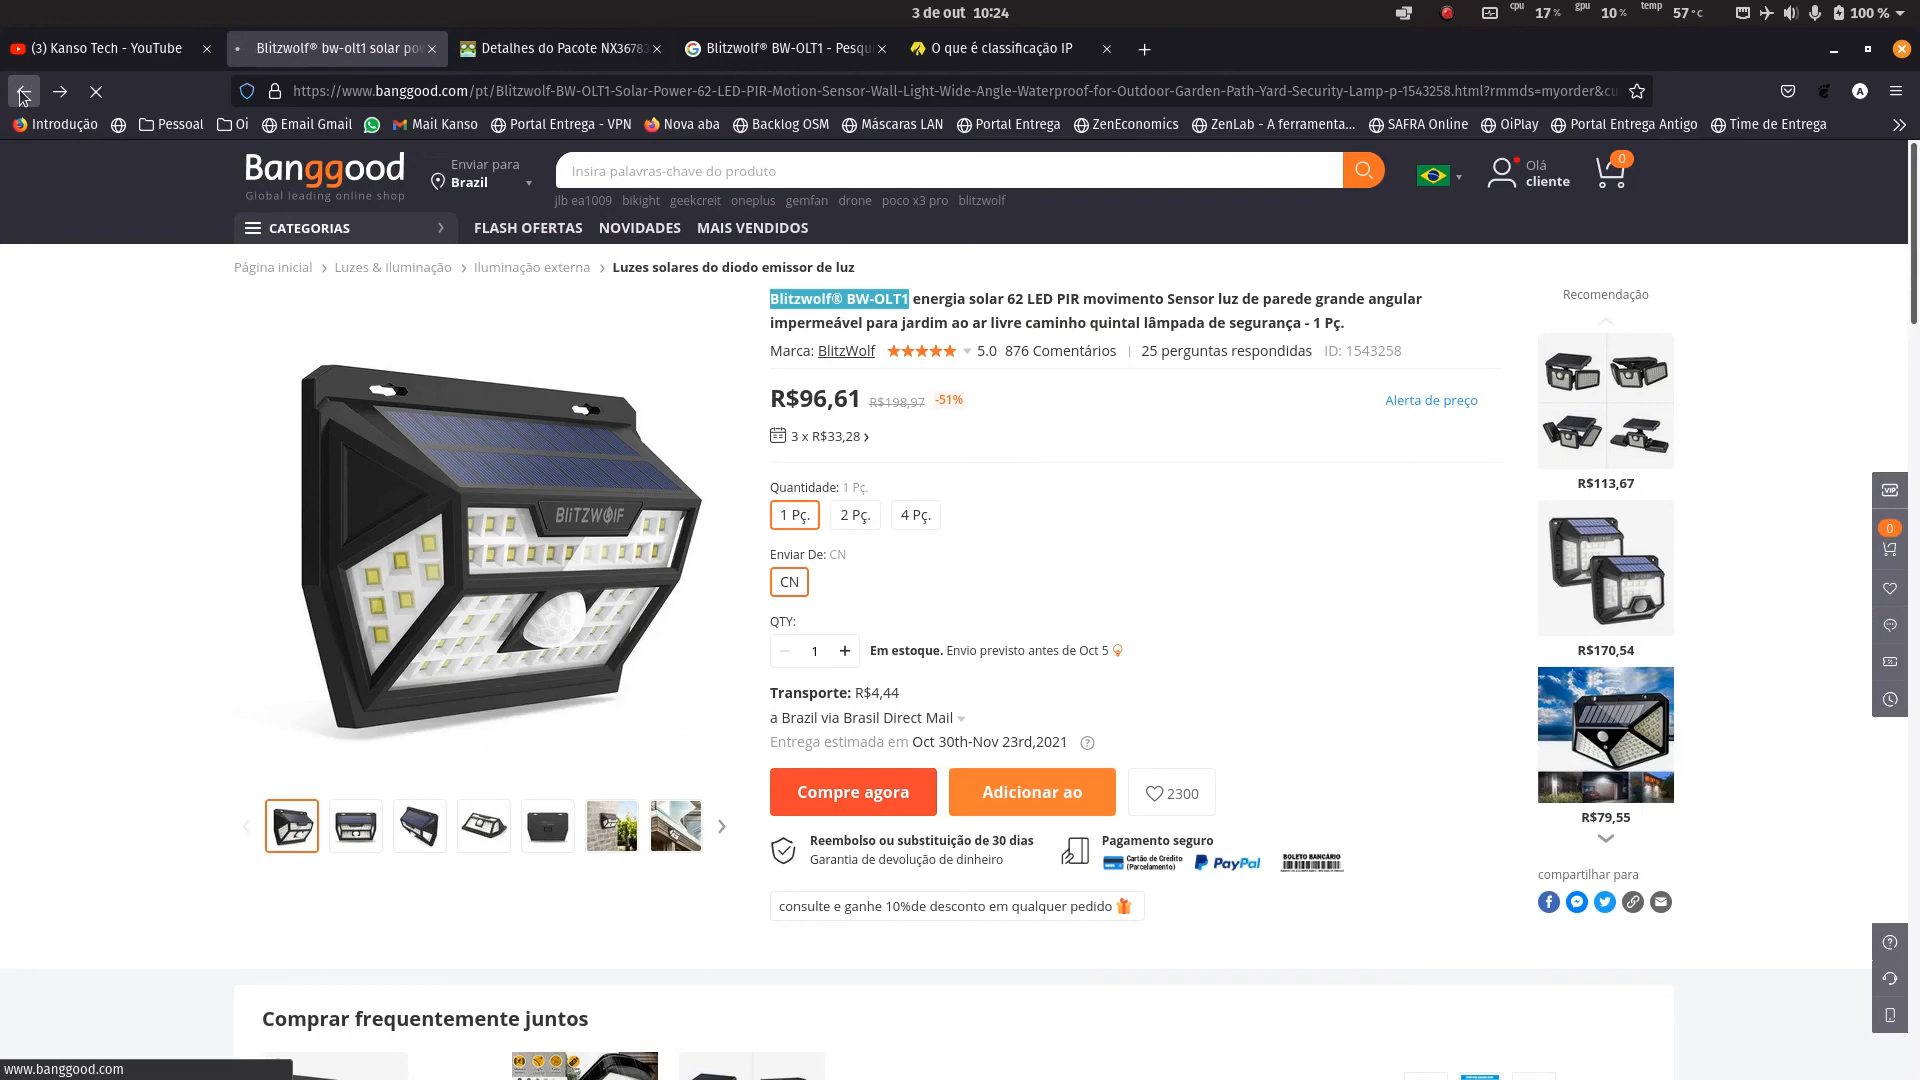 3 de out 10:24
cpu 17 % gpu 10 % temp 57 °C 100 %
(3) Kanso Tech - YouTube
Blitzwolf® bw-olt1 solar pow
Detalhes do Pacote NX36783
Blitzwolf® BW-OLT1 - Pesqu
O que é classificação IP
https://www.banggood.com/pt/Blitzwolf-BW-OLT1-Solar-Power-62-LED-PIR-Motion-Sensor-Wall-Light-Wide-Angle-Waterproof-for-Outdoor-Garden-Path-Yard-Security-Lamp-p-1543258.html?rmmds=myorder&cu
Introdução Pessoal Oi Email Gmail Mail Kanso Portal Entrega - VPN Nova aba Backlog OSM Máscaras LAN Portal Entrega ZenEconomics ZenLab - A ferramenta... SAFRA Online OiPlay Portal Entrega Antigo Time de Entrega
Banggood
Global leading online shop
Enviar para
Brazil
Insira palavras-chave do produto
jlb ea1009 bikight geekcreit oneplus gemfan drone poco x3 pro blitzwolf
Olá
cliente
0
CATEGORIAS
FLASH OFERTAS NOVIDADES MAIS VENDIDOS
Página inicial > Luzes & Iluminação > Iluminação externa > Luzes solares do diodo emissor de luz
BLITZWOLF
Blitzwolf® BW-OLT1 energia solar 62 LED PIR movimento Sensor luz de parede grande angular
impermeável para jardim ao ar livre caminho quintal lâmpada de segurança - 1 Pç.
Marca: BlitzWolf 5.0 876 Comentários | 25 perguntas respondidas ID: 1543258
R$96,61 R$198,97 -51%
Alerta de preço
3 x R$33,28 ›
Quantidade: 1 Pç.
1 Pç. 2 Pç. 4 Pç.
Enviar De: CN
CN
QTY:
− 1 + Em estoque. Envio previsto antes de Oct 5
Transporte: R$4,44
a Brazil via Brasil Direct Mail
Entrega estimada em Oct 30th-Nov 23rd,2021
Compre agora
Adicionar ao
2300
Reembolso ou substituição de 30 dias
Garantia de devolução de dinheiro
Pagamento seguro
Cartão de Crédito
(Parcelamento)
PayPal
BOLETO BANCÁRIO
consulte e ganhe 10%de desconto em qualquer pedido
Recomendação
R$113,67
R$170,54
R$79,55
compartilhar para
VIP
0
Comprar frequentemente juntos
www.banggood.com